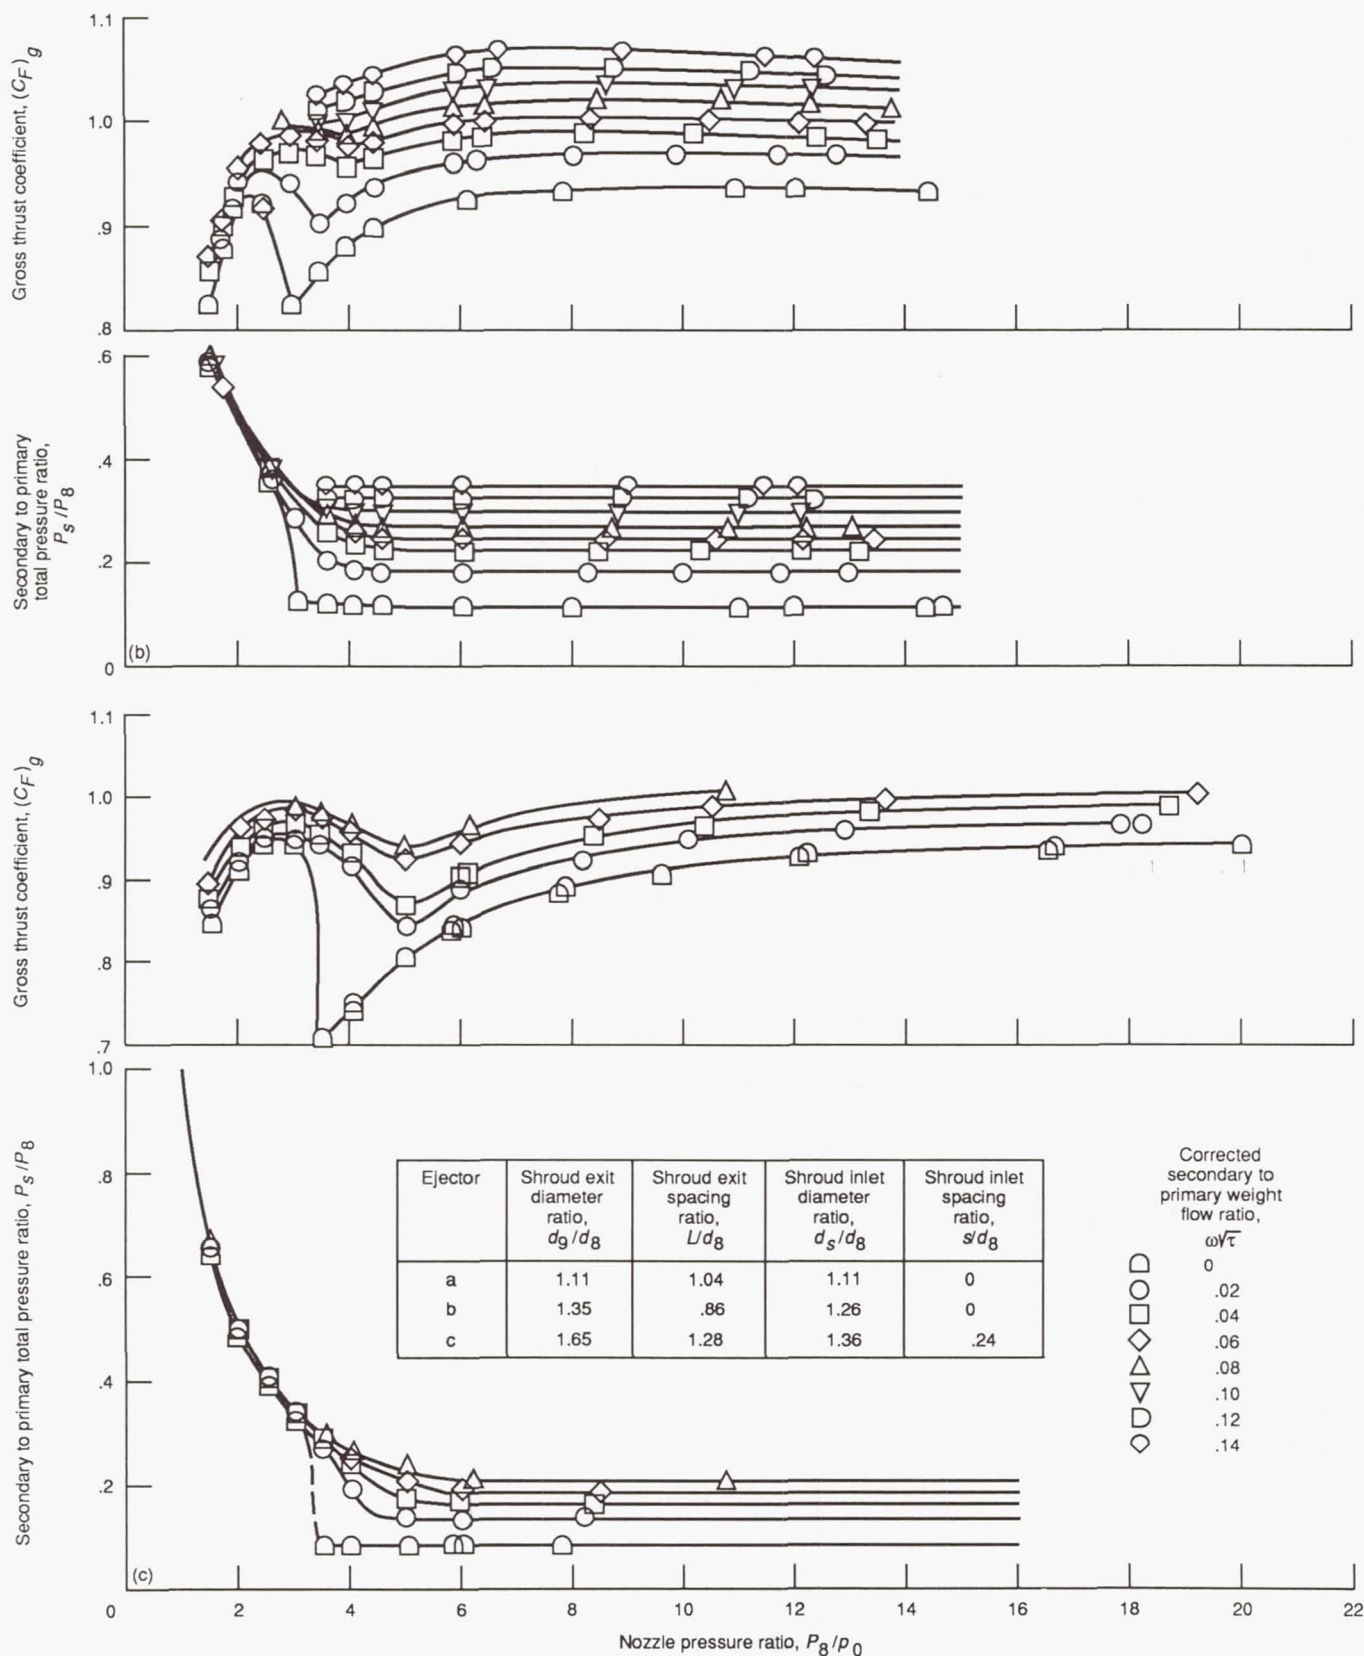 1.1
1.0
.9
.8
Gross thrust coefficient, (C_F)_g
.6
.4
.2
0
Secondary to primary
total pressure ratio,
P_s/P_8
(b)
1.1
1.0
.9
.8
.7
Gross thrust coefficient, (C_F)_g
1.0
.8
.6
.4
.2
0
Secondary to primary total pressure ratio, P_s/P_8
(c)
Ejector
Shroud exit
diameter
ratio,
d_9/d_8
Shroud exit
spacing
ratio,
L/d_8
Shroud inlet
diameter
ratio,
d_s/d_8
Shroud inlet
spacing
ratio,
s/d_8
a 1.11 1.04 1.11 0
b 1.35 .86 1.26 0
c 1.65 1.28 1.36 .24
Corrected
secondary to
primary weight
flow ratio,
ω√τ
0
.02
.04
.06
.08
.10
.12
.14
2 4 6 8 10 12 14 16 18 20 22
Nozzle pressure ratio, P_8/p_0